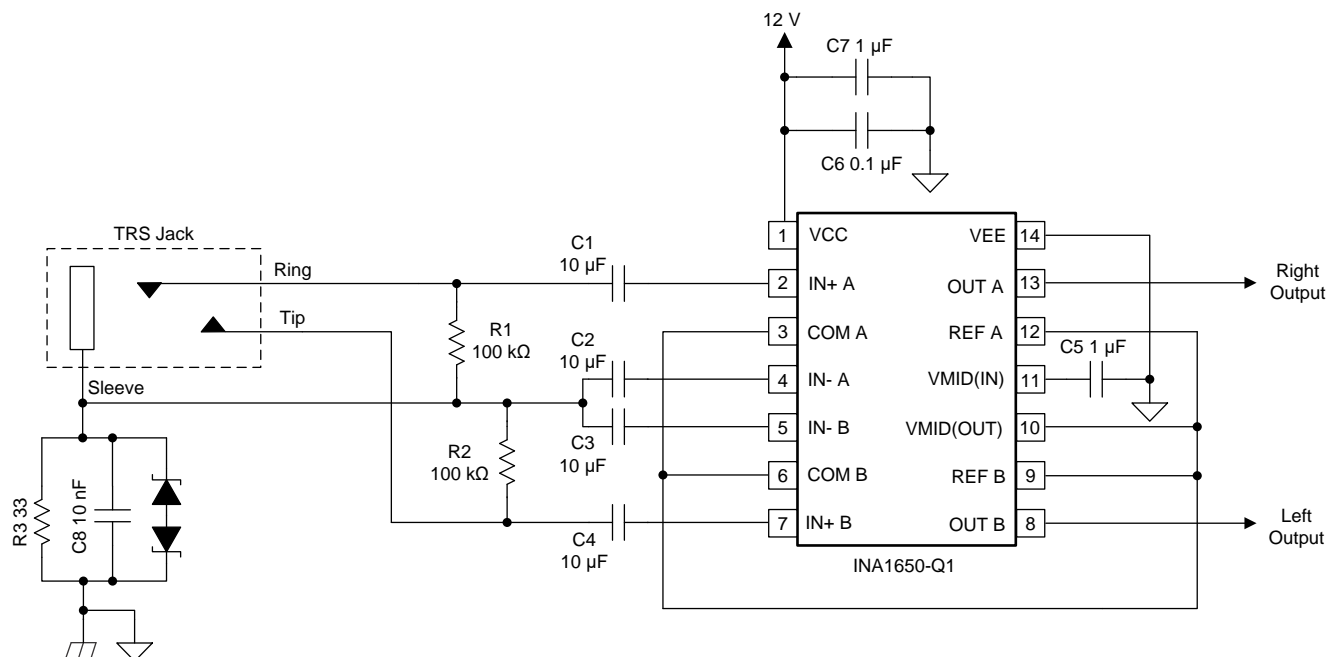 12 V
C7 1 µF
C6 0.1 µF
TRS Jack
Ring
Tip
Sleeve
R1
100 kΩ
R2
100 kΩ
R3 33
C8 10 nF
C1
10 µF
C2
10 µF
C3
10 µF
C4
10 µF
1 VCC
2 IN+ A
3 COM A
4 IN- A
5 IN- B
6 COM B
7 IN+ B
VEE 14
OUT A 13
REF A 12
VMID(IN) 11
VMID(OUT) 10
REF B 9
OUT B 8
C5 1 µF
Right
Output
Left
Output
INA1650-Q1